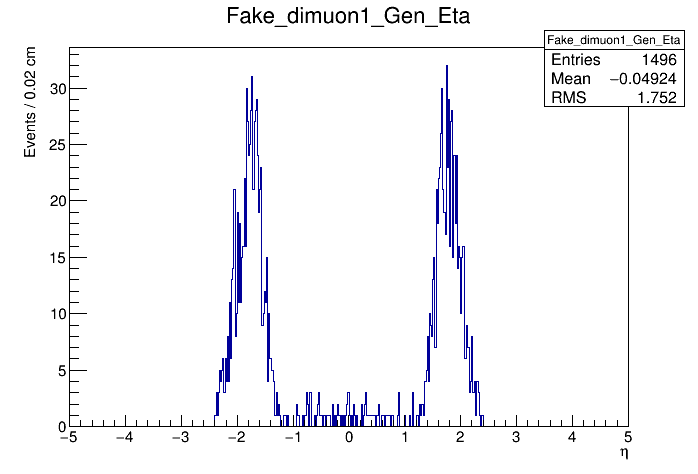 Fake_dimuon1_Gen_Eta
Fake_dimuon1_Gen_Eta
Entries 1496
Mean −0.04924
RMS 1.752
Events / 0.02 cm
30
25
20
15
10
5
0
−5 −4 −3 −2 −1 0 1 2 3 4 5
η